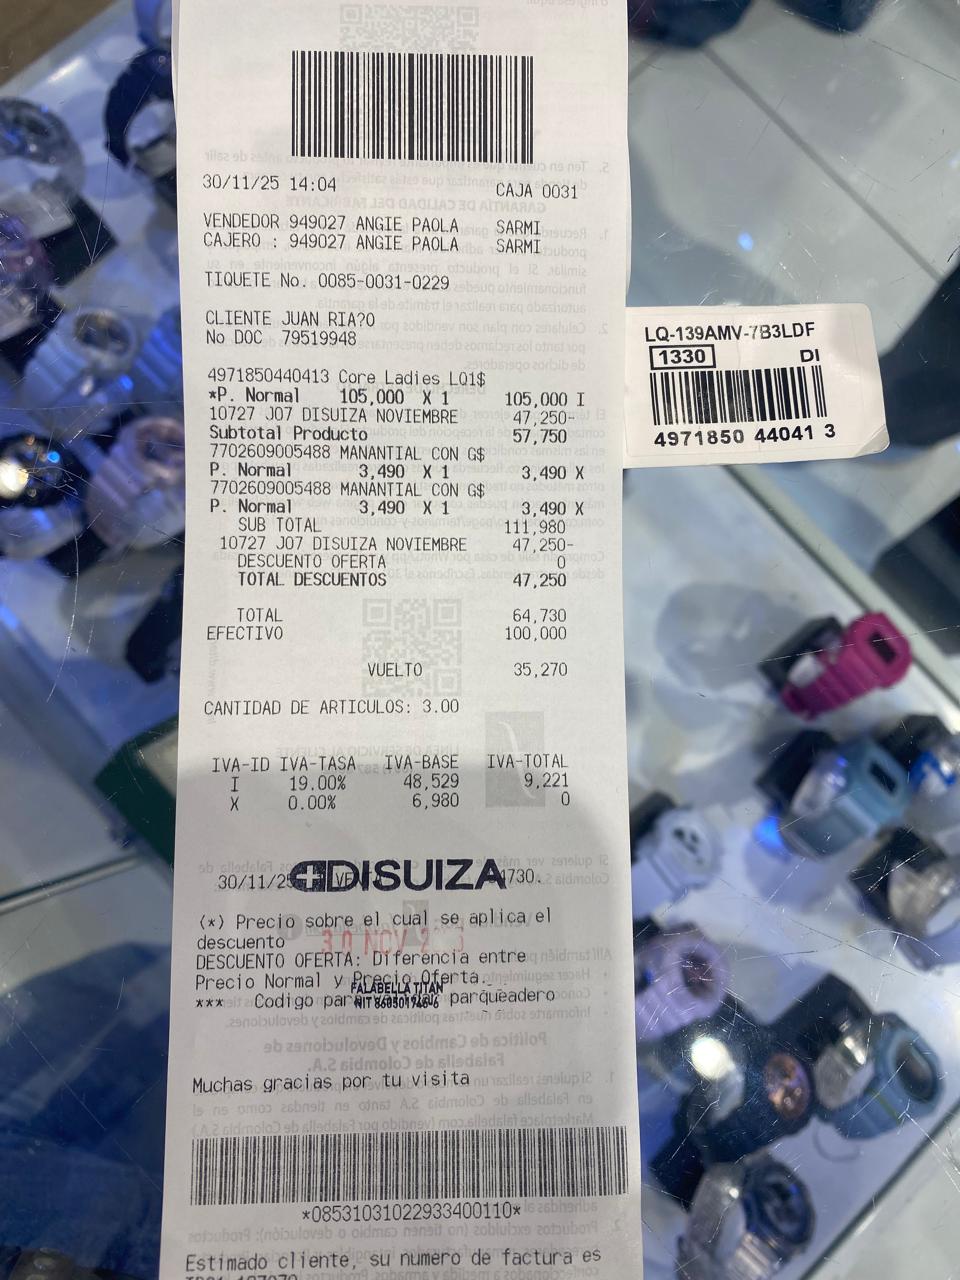 30/11/25 14:04 CAJA 0031
VENDEDOR 949027 ANGIE PAOLA SARMI
CAJERO : 949027 ANGIE PAOLA SARMI
TIQUETE No. 0085-0031-0229
CLIENTE JUAN RIA?O
No DOC 79519948
4971850440413 Core Ladies LQ1$
*P. Normal 105,000 X 1 105,000 I
10727 J07 DISUIZA NOVIEMBRE 47,250-
Subtotal Producto 57,750
7702609005488 MANANTIAL CON G$
P. Normal 3,490 X 1 3,490 X
7702609005488 MANANTIAL CON G$
P. Normal 3,490 X 1 3,490 X
SUB TOTAL 111,980
10727 J07 DISUIZA NOVIEMBRE 47,250-
DESCUENTO OFERTA 0
TOTAL DESCUENTOS 47,250
TOTAL 64,730
EFECTIVO 100,000
VUELTO 35,270
CANTIDAD DE ARTICULOS: 3.00
IVA-ID IVA-TASA IVA-BASE IVA-TOTAL
I 19.00% 48,529 9,221
X 0.00% 6,980 0
30/11/25
DISUIZA
(*) Precio sobre el cual se aplica el
descuento
30 NOV
DESCUENTO OFERTA: Diferencia entre
Precio Normal y Precio Oferta.
FALABELLA TITAN
*** Codigo para parqueadero
Muchas gracias por tu visita
*08531031022933400110*
Estimado cliente, su numero de factura es
LQ-139AMV-7B3LDF
1330 DI
4971850 44041 3